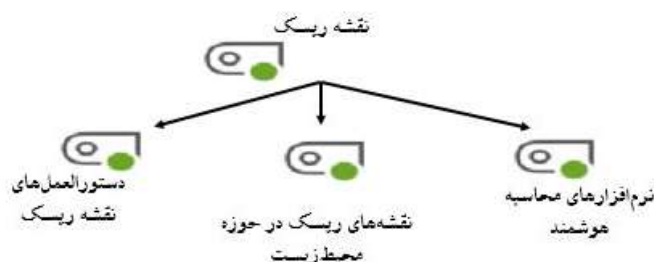 نقشه ریسک
نرم‌افزارهای محاسبه
هوشمند
نقشه‌های ریسک در حوزه
محیط‌زیست
دستورالعمل‌های
نقشه ریسک